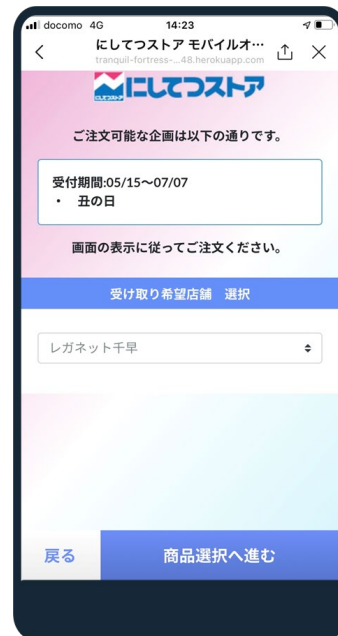 docomo 4G 14:23
にしてつストア モバイルオ…
tranquil-fortress-...48.herokuapp.com
にしてつストア
ご注文可能な企画は以下の通りです。
受付期間:05/15〜07/07
・ 丑の日
画面の表示に従ってご注文ください。
受け取り希望店舗 選択
レガネット千早
戻る 商品選択へ進む